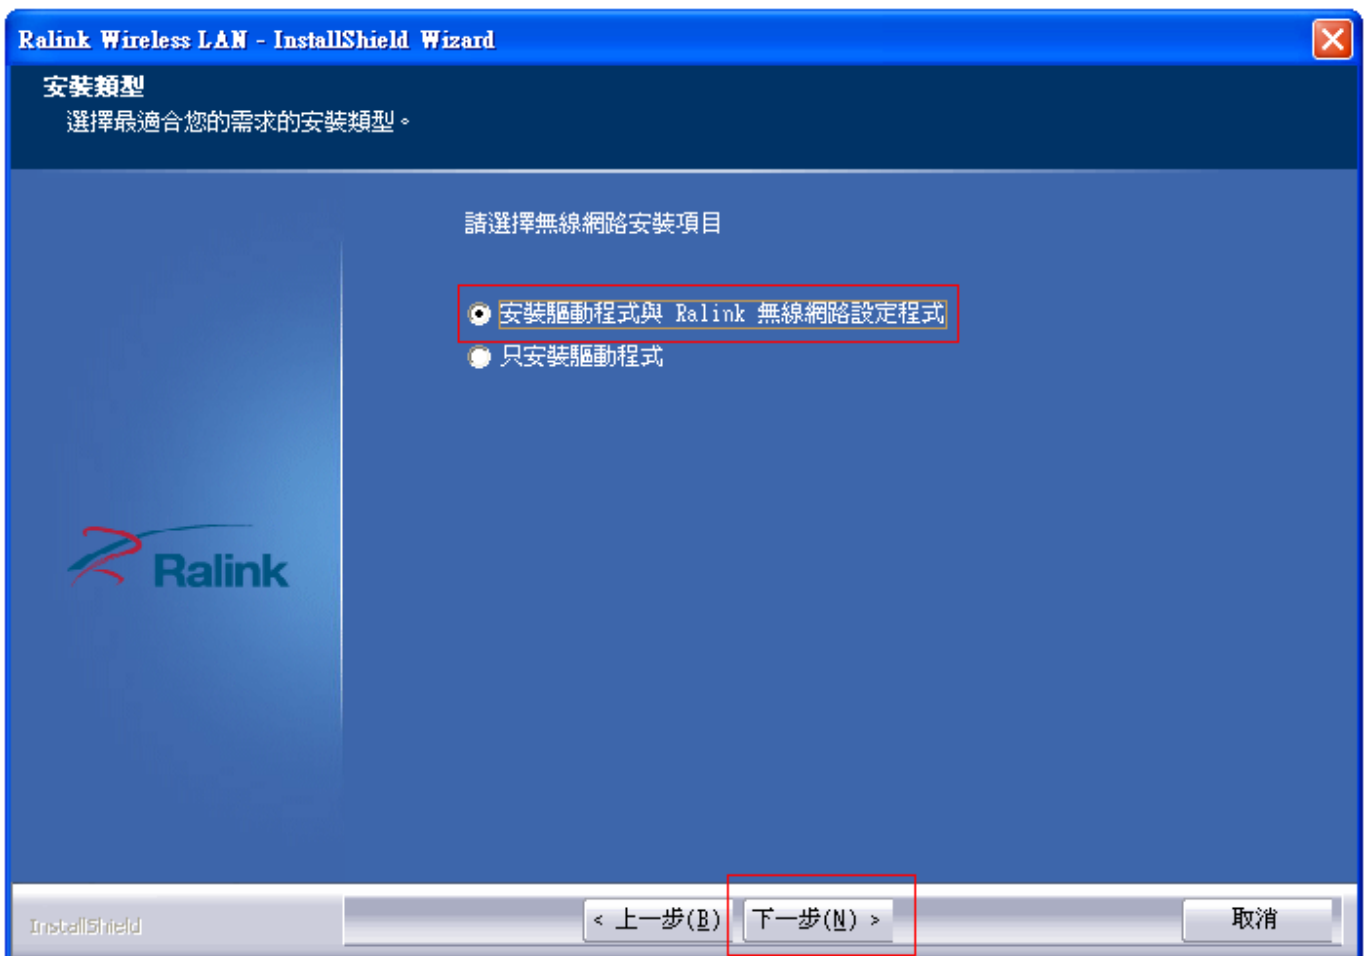 Ralink Wireless LAN - InstallShield Wizard
安裝類型
選擇最適合您的需求的安裝類型。
請選擇無線網路安裝項目
安裝驅動程式與 Ralink 無線網路設定程式
只安裝驅動程式
Ralink
InstallShield
< 上一步(B)
下一步(N) >
取消